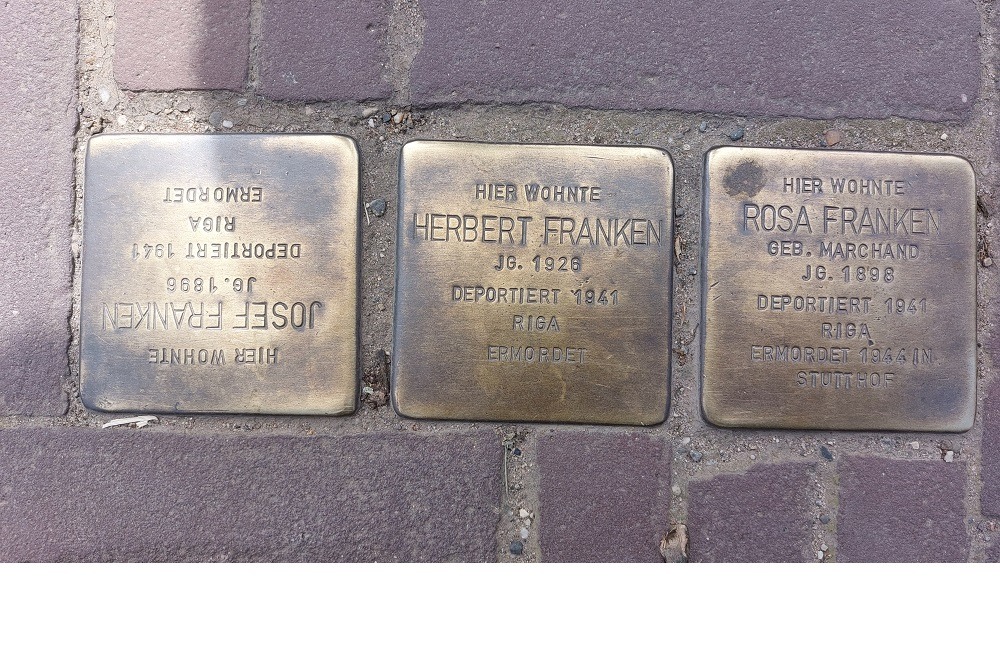 HIER WOHNTE
JOSEF FRANKEN
JG. 1896
DEPORTIERT 1941
RIGA
ERMORDET
HIER WOHNTE
HERBERT FRANKEN
JG. 1926
DEPORTIERT 1941
RIGA
ERMORDET
HIER WOHNTE
ROSA FRANKEN
GEB. MARCHAND
JG. 1898
DEPORTIERT 1941
RIGA
ERMORDET 1944 IN
STUTTHOF